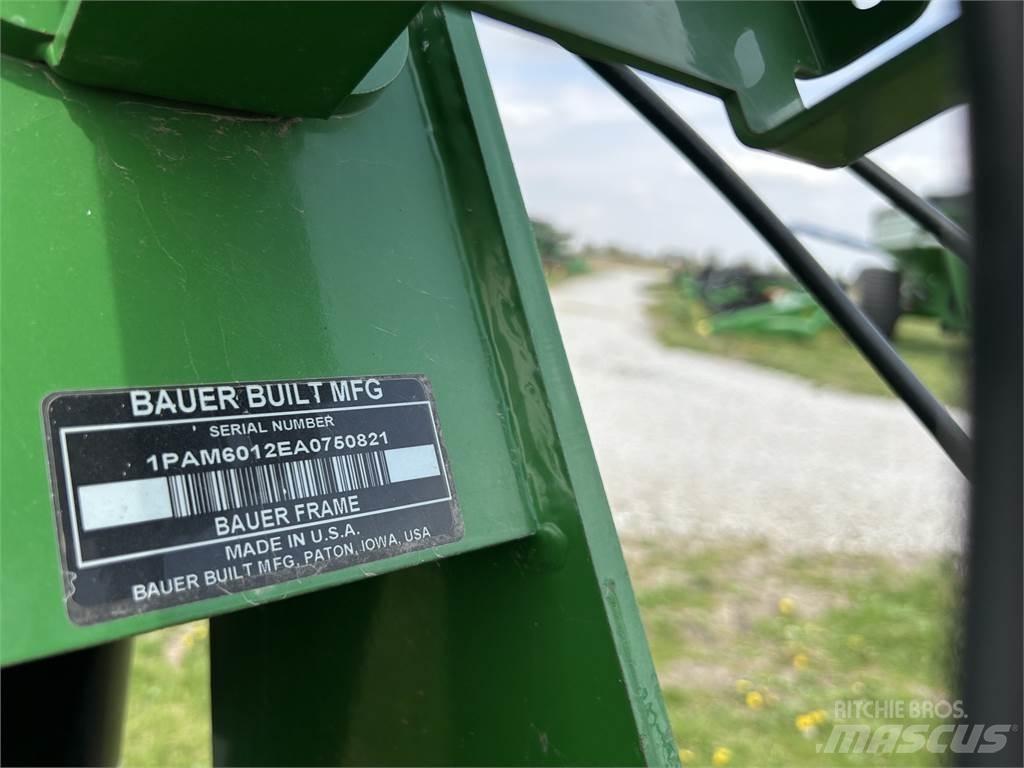 BAUER BUILT MFG
SERIAL NUMBER
1PAM6012EA0750821
BAUER FRAME
MADE IN U.S.A.
BAUER BUILT MFG, PATON, IOWA, USA
RITCHIE BROS.
MASCUS